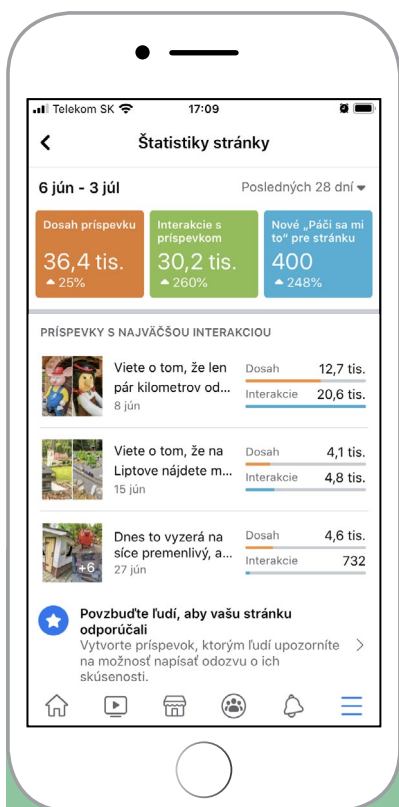 Telekom SK 17:09
Štatistiky stránky
6 jún - 3 júl Posledných 28 dní
Dosah príspevku
36,4 tis.
25%
Interakcie s
príspevkom
30,2 tis.
260%
Nové „Páči sa mi
to“ pre stránku
400
248%
PRÍSPEVKY S NAJVÄČŠOU INTERAKCIOU
Viete o tom, že len
pár kilometrov od...
8 jún
Dosah 12,7 tis.
Interakcie 20,6 tis.
Viete o tom, že na
Liptove nájdete m...
15 jún
Dosah 4,1 tis.
Interakcie 4,8 tis.
+6
Dnes to vyzerá na
síce premenlivý, a...
27 jún
Dosah 4,6 tis.
Interakcie 732
Povzbuďte ľudí, aby vašu stránku
odporúčali
Vytvorte príspevok, ktorým ľudí upozorníte
na možnosť napísať odozvu o ich
skúsenosti.